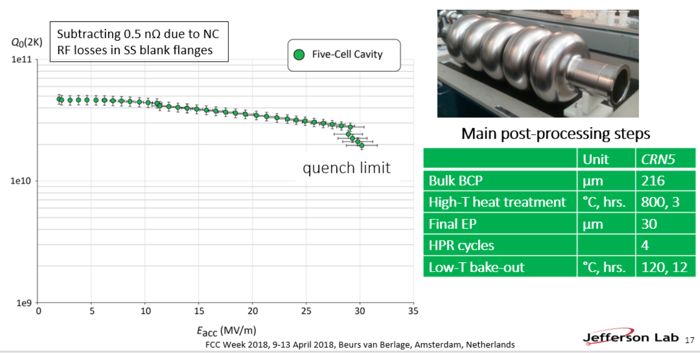 Subtracting 0.5 nΩ due to NC
RF losses in SS blank flanges
Q₀(2K)
1e11
1e10
1e9
Five-Cell Cavity
quench limit
0 5 10 15 20 25 30 35
Eacc (MV/m)
Main post-processing steps
Unit CRN5
Bulk BCP µm 216
High-T heat treatment °C, hrs. 800, 3
Final EP µm 30
HPR cycles 4
Low-T bake-out °C, hrs. 120, 12
FCC Week 2018, 9-13 April 2018, Beurs van Berlage, Amsterdam, Netherlands
Jefferson Lab 17